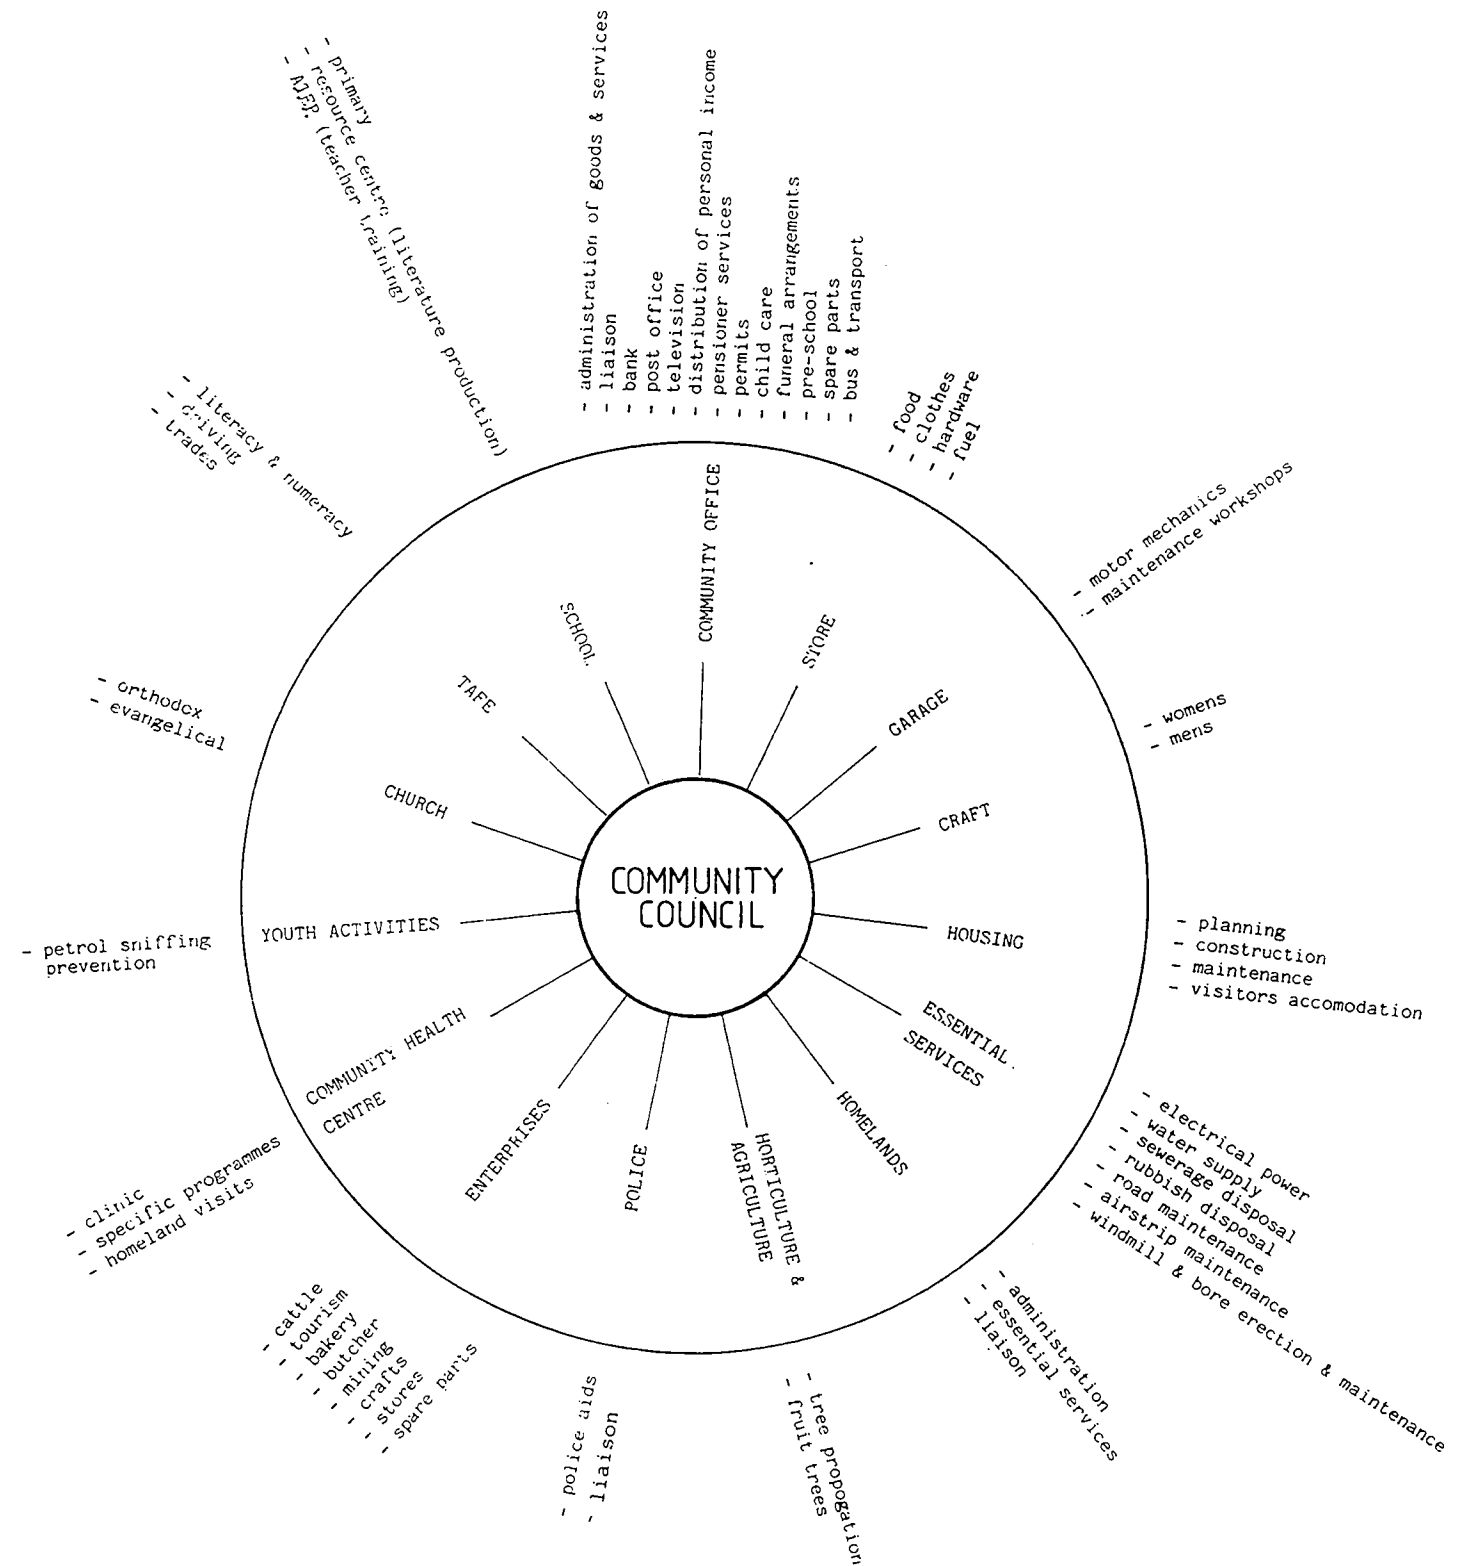 COMMUNITY
COUNCIL
COMMUNITY OFFICE
- administration of goods & services
- liaison
- bank
- post office
- television
- distribution of personal income
- pensioner services
- permits
- child care
- funeral arrangements
- pre-school
- spare parts
- bus & transport
STORE
- food
- clothes
- hardware
- fuel
GARAGE
- motor mechanics
- maintenance workshops
CRAFT
- womens
- mens
HOUSING
- planning
- construction
- maintenance
- visitors accomodation
ESSENTIAL
SERVICES
- electrical power
- water supply
- sewerage disposal
- rubbish disposal
- road maintenance
- airstrip maintenance
- windmill & bore erection & maintenance
HOMELANDS
- administration
- essential services
- liaison
HORTICULTURE &
AGRICULTURE
- tree propogation
- fruit trees
POLICE
- police aids
- liaison
ENTERPRISES
- cattle
- tourism
- bakery
- butcher
- mining
- crafts
- stores
- spare parts
COMMUNITY HEALTH
CENTRE
- clinic
- specific programmes
- homeland visits
YOUTH ACTIVITIES
- petrol sniffing
prevention
CHURCH
- orthodox
- evangelical
TAFE
- literacy & numeracy
- driving
- trades
SCHOOL
- primary
- resource centre (literature production)
- (teacher training)